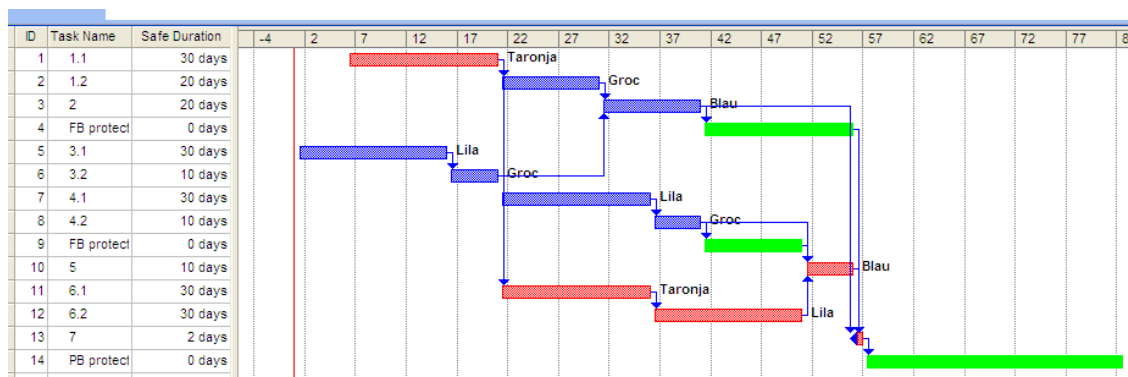 ID Task Name Safe Duration -4 2 7 12 17 22 27 32 37 42 47 52 57 62 67 72 77 8
1 1.1 30 days Taronja
2 1.2 20 days Groc
3 2 20 days Blau
4 FB protect 0 days
5 3.1 30 days Lila
6 3.2 10 days Groc
7 4.1 30 days Lila
8 4.2 10 days Groc
9 FB protect 0 days
10 5 10 days Blau
11 6.1 30 days Taronja
12 6.2 30 days Lila
13 7 2 days
14 PB protect 0 days